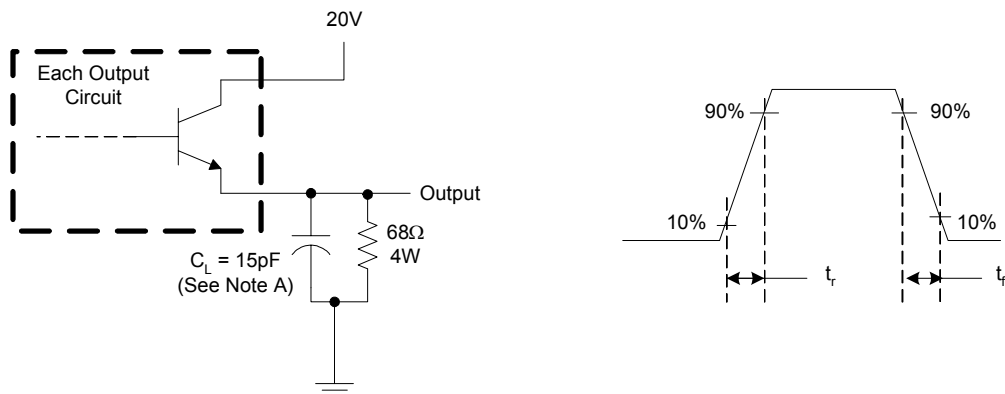 20V
Each Output
Circuit
Output
68Ω
4W
C_L = 15pF
(See Note A)
90%
90%
10%
10%
t_r
t_f